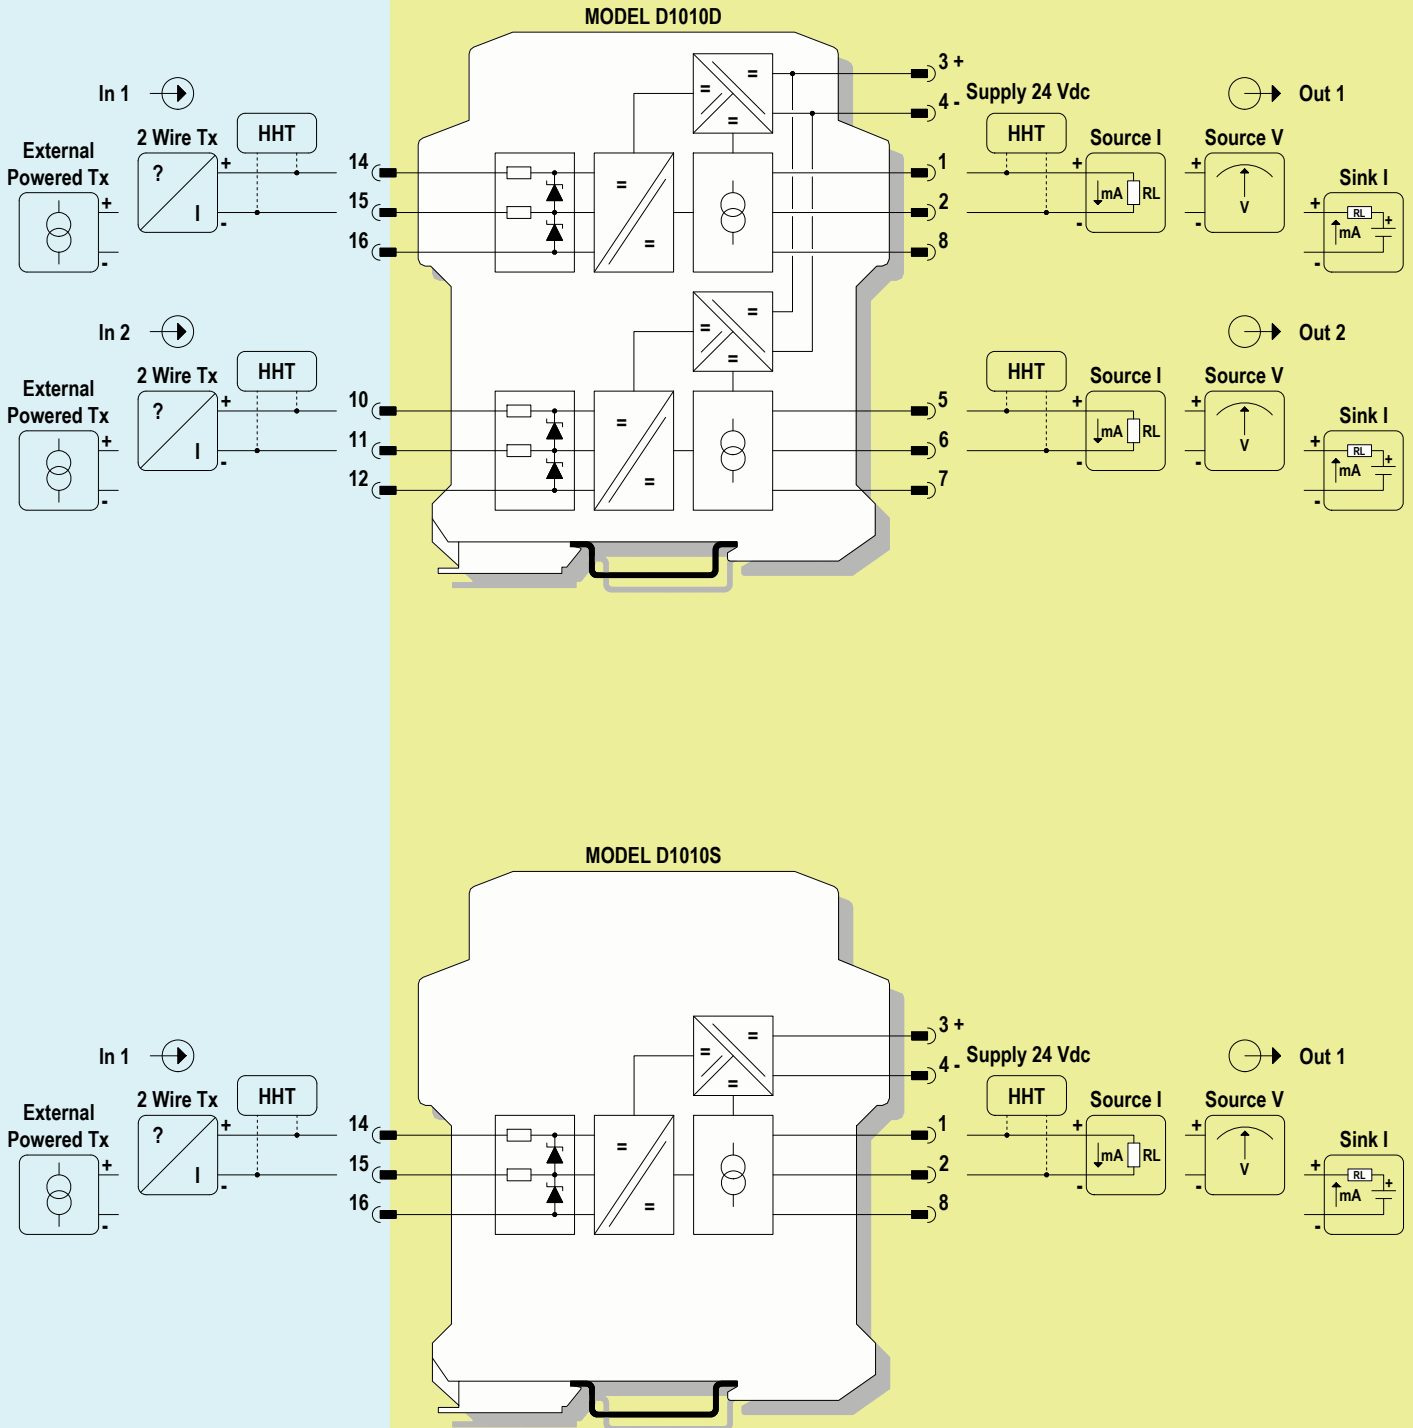 MODEL D1010D
3 +
In 1
4 - Supply 24 Vdc
Out 1
2 Wire Tx
HHT
HHT
Source I
Source V
External
Powered Tx
?
I
+
-
+
-
14
15
16
=
=
=
=
=
1
2
8
+
-
mA
RL
+
-
V
Sink I
+
-
RL
mA
+
In 2
Out 2
2 Wire Tx
HHT
HHT
Source I
Source V
External
Powered Tx
?
I
+
-
+
-
10
11
12
=
=
=
=
=
5
6
7
+
-
mA
RL
+
-
V
Sink I
+
-
RL
mA
+
MODEL D1010S
3 +
In 1
4 - Supply 24 Vdc
Out 1
2 Wire Tx
HHT
HHT
Source I
Source V
External
Powered Tx
?
I
+
-
+
-
14
15
16
=
=
=
=
=
1
2
8
+
-
mA
RL
+
-
V
Sink I
+
-
RL
mA
+